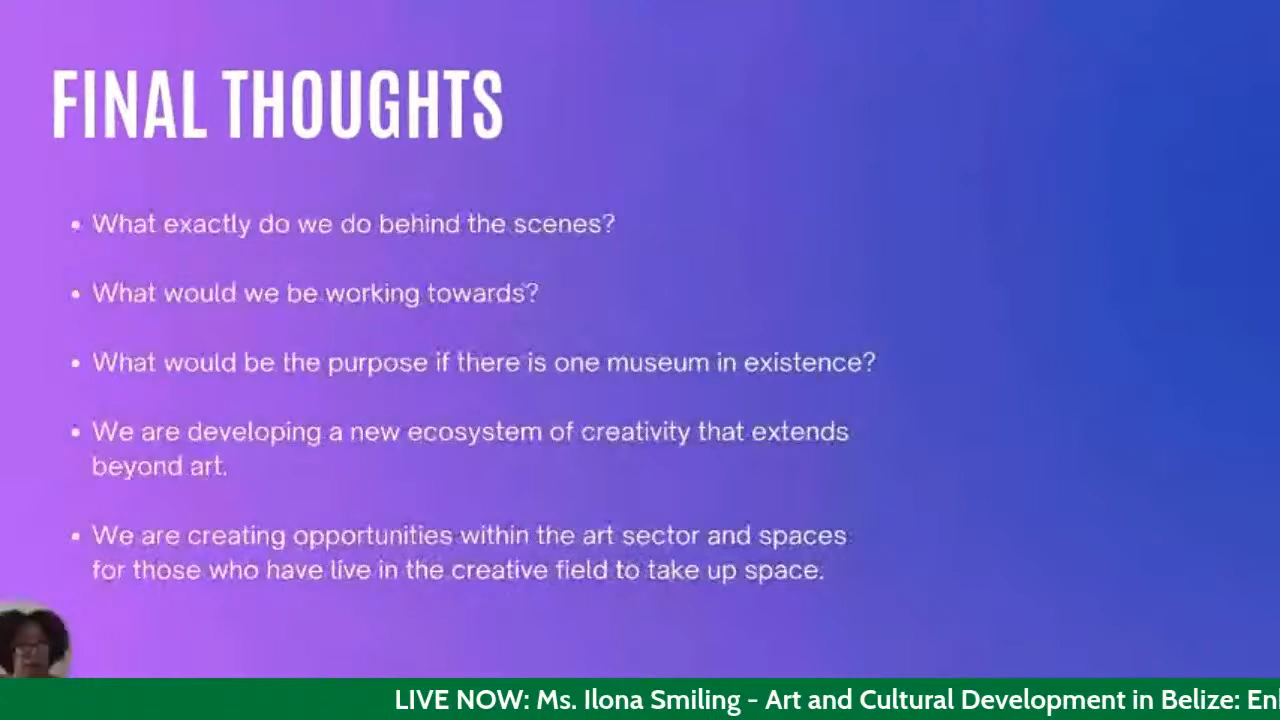 FINAL THOUGHTS
• What exactly do we do behind the scenes?
• What would we be working towards?
• What would be the purpose if there is one museum in existence?
• We are developing a new ecosystem of creativity that extends
beyond art.
• We are creating opportunities within the art sector and spaces
for those who have live in the creative field to take up space.
LIVE NOW: Ms. Ilona Smiling - Art and Cultural Development in Belize: